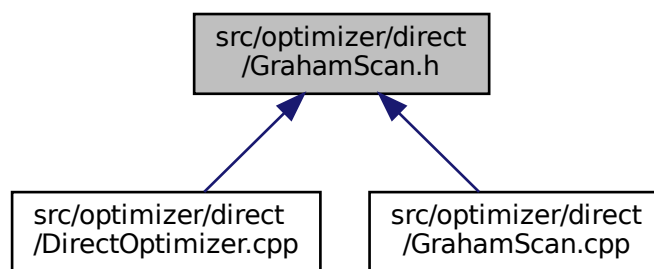 src/optimizer/direct
/GrahamScan.h
src/optimizer/direct
/DirectOptimizer.cpp
src/optimizer/direct
/GrahamScan.cpp